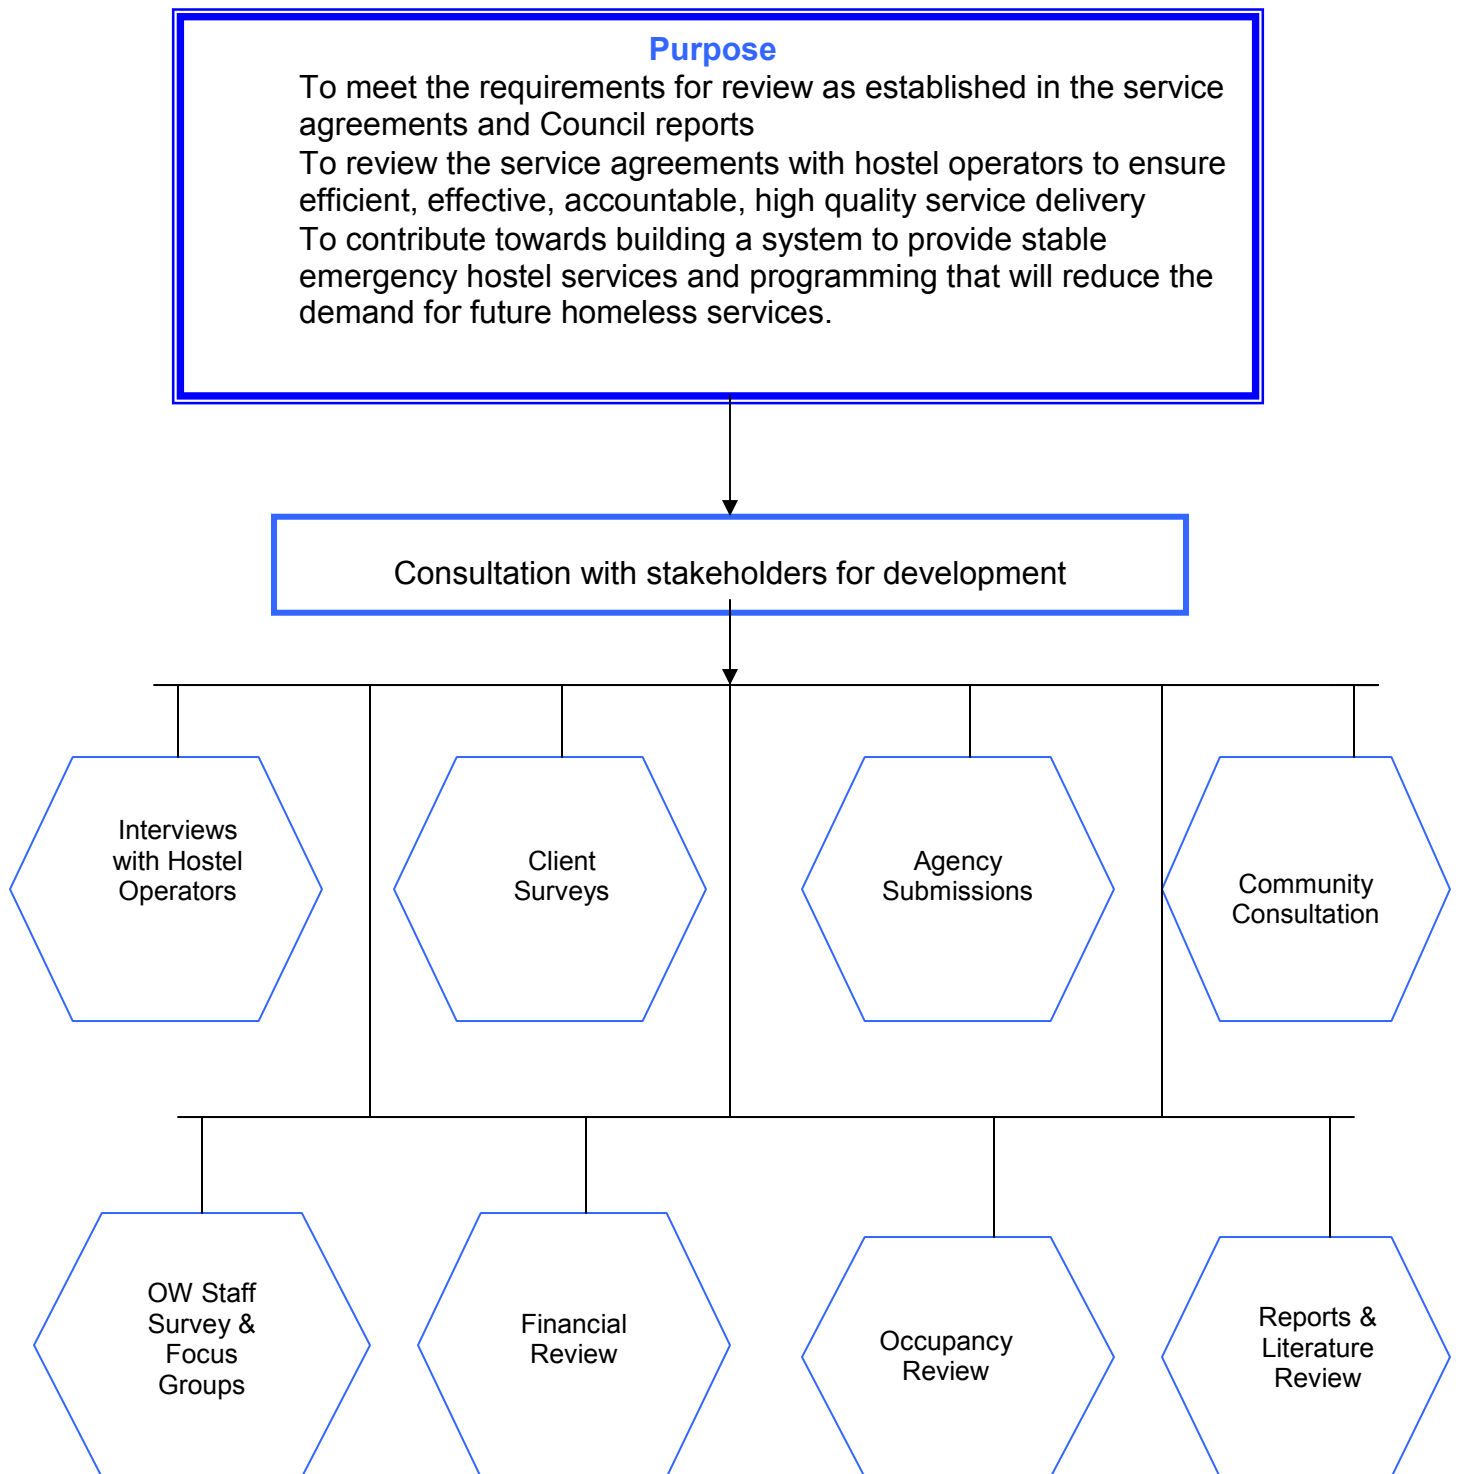 Purpose
To meet the requirements for review as established in the service
agreements and Council reports
To review the service agreements with hostel operators to ensure
efficient, effective, accountable, high quality service delivery
To contribute towards building a system to provide stable
emergency hostel services and programming that will reduce the
demand for future homeless services.
Consultation with stakeholders for development
Interviews
with Hostel
Operators
Client
Surveys
Agency
Submissions
Community
Consultation
OW Staff
Survey &
Focus
Groups
Financial
Review
Occupancy
Review
Reports &
Literature
Review